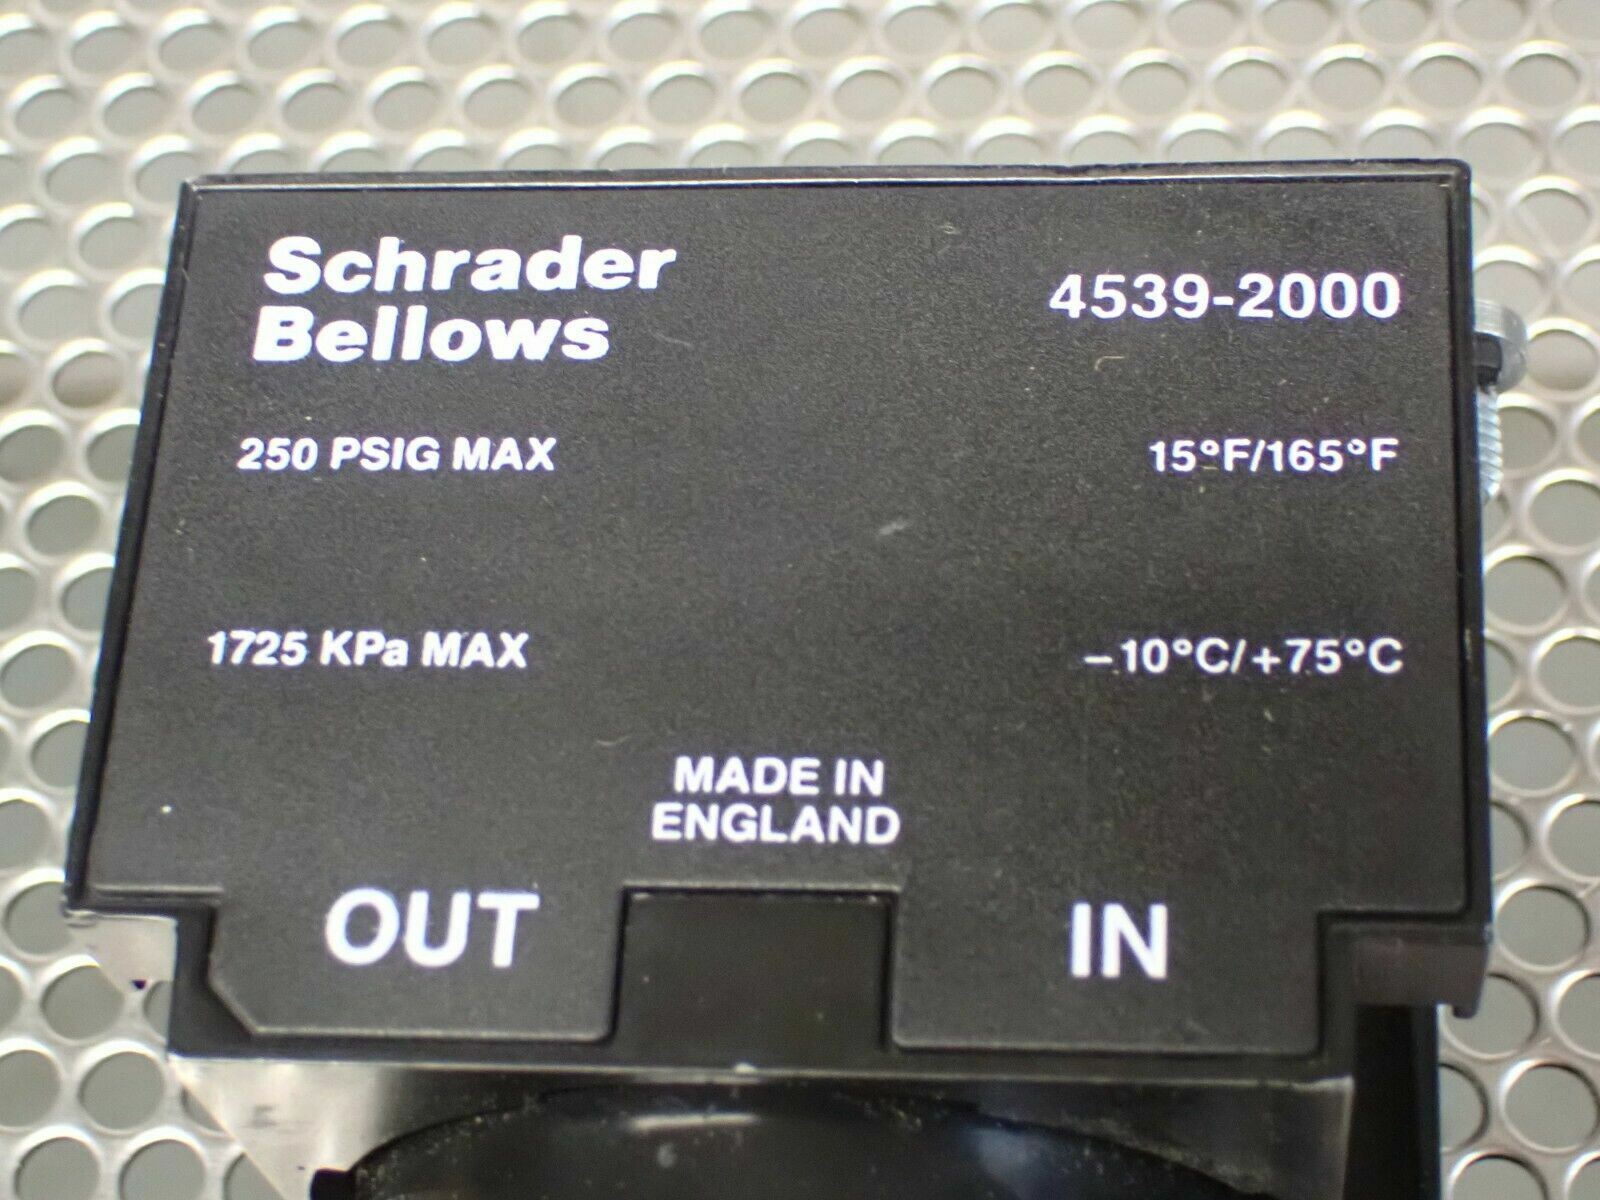 Schrader
Bellows
4539-2000
250 PSIG MAX
15°F/165°F
1725 KPa MAX
–10°C/+75°C
MADE IN
ENGLAND
OUT
IN